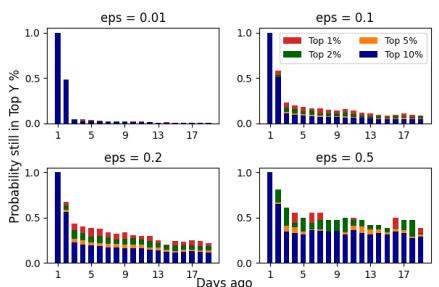 eps = 0.01
eps = 0.1
Probability still in Top Y %
1.0
0.5
0.0
1 5 9 13 17
1.0
0.5
0.0
1 5 9 13 17
Top 1%
Top 2%
Top 5%
Top 10%
eps = 0.2
eps = 0.5
1.0
0.5
0.0
1 5 9 13 17
1.0
0.5
0.0
1 5 9 13 17
Days ago